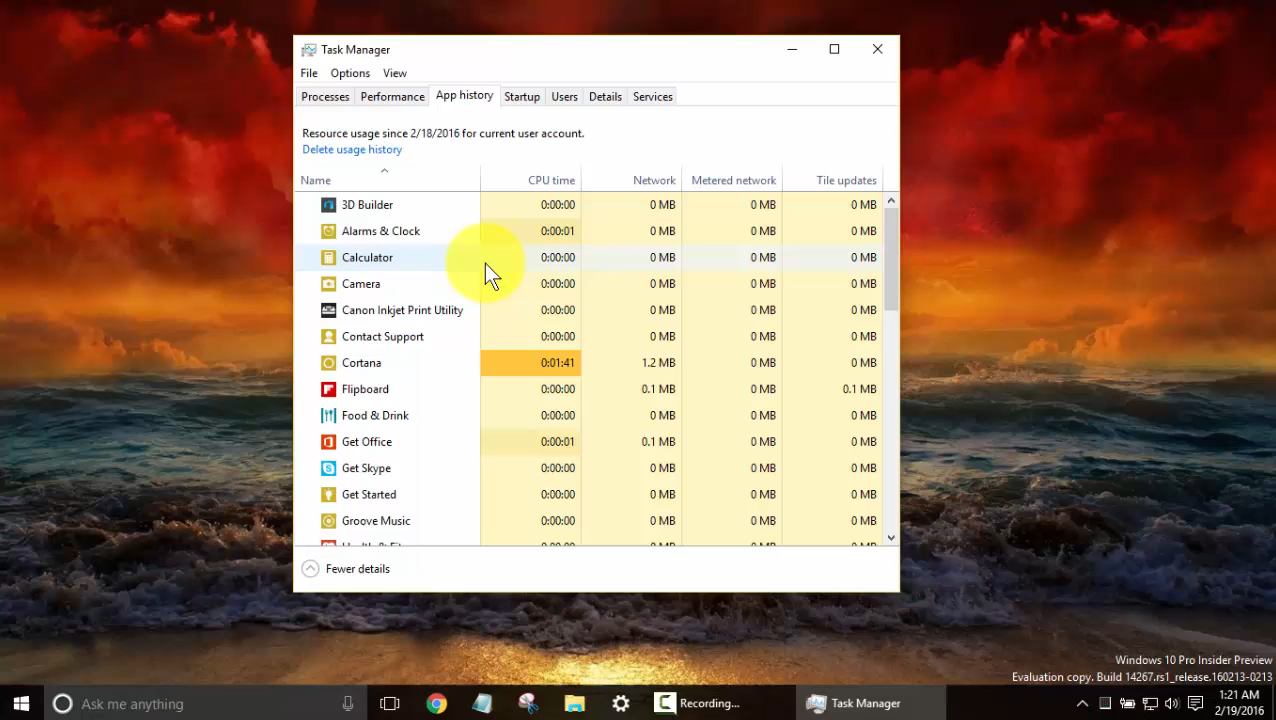 Task Manager
File Options View
Processes Performance App history Startup Users Details Services
Resource usage since 2/18/2016 for current user account.
Delete usage history
Name CPU time Network Metered network Tile updates
3D Builder 0:00:00 0 MB 0 MB 0 MB
Alarms & Clock 0:00:01 0 MB 0 MB 0 MB
Calculator 0:00:00 0 MB 0 MB 0 MB
Camera 0:00:00 0 MB 0 MB 0 MB
Canon Inkjet Print Utility 0:00:00 0 MB 0 MB 0 MB
Contact Support 0:00:00 0 MB 0 MB 0 MB
Cortana 0:01:41 1.2 MB 0 MB 0 MB
Flipboard 0:00:00 0.1 MB 0 MB 0.1 MB
Food & Drink 0:00:00 0 MB 0 MB 0 MB
Get Office 0:00:01 0.1 MB 0 MB 0 MB
Get Skype 0:00:00 0 MB 0 MB 0 MB
Get Started 0:00:00 0 MB 0 MB 0 MB
Groove Music 0:00:00 0 MB 0 MB 0 MB
Fewer details
Windows 10 Pro Insider Preview
Evaluation copy. Build 14267.rs1_release.160213-0213
Ask me anything Recording... Task Manager 1:21 AM
2/19/2016